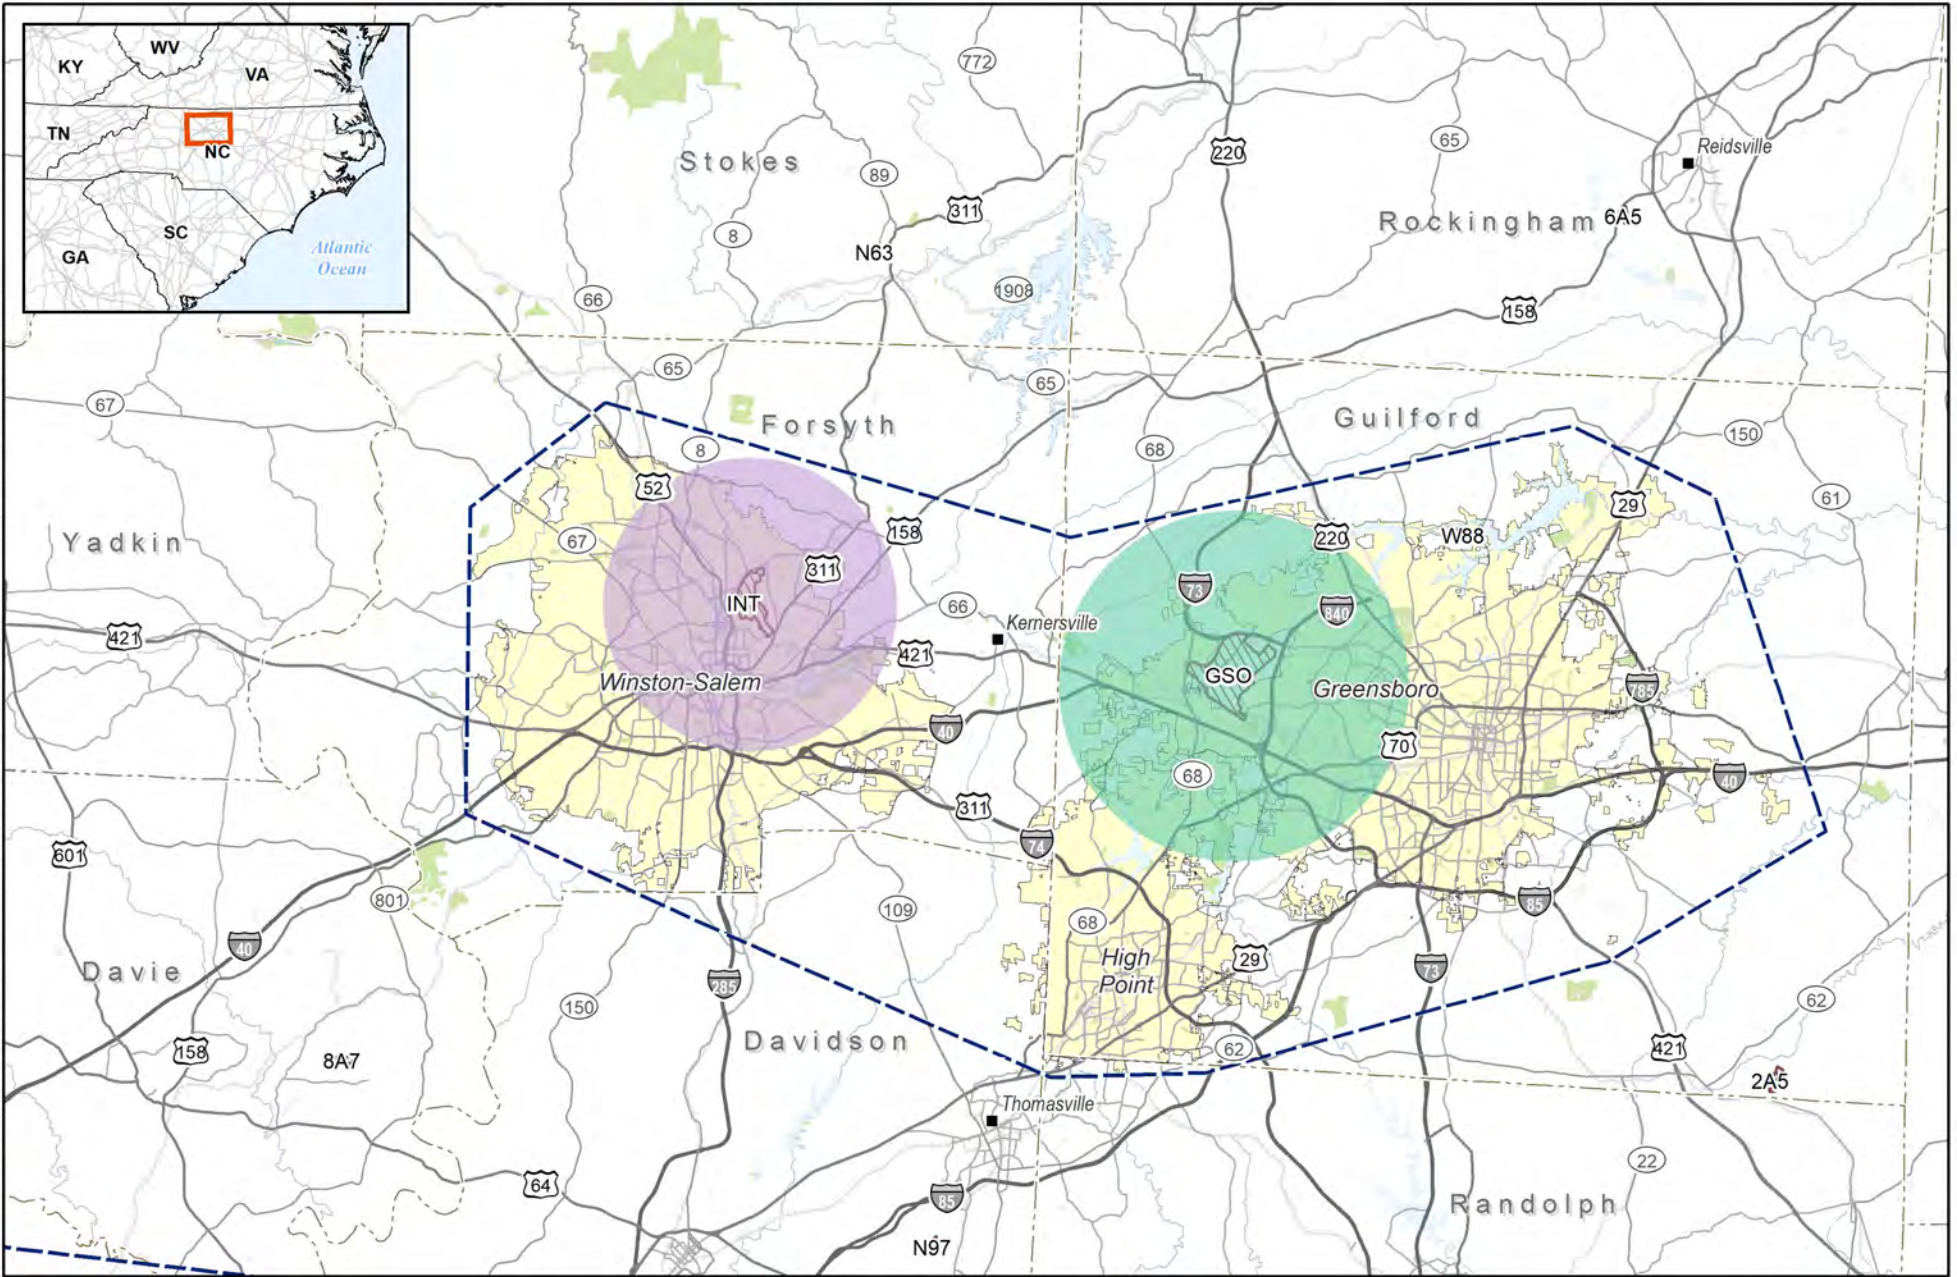 WV
KY
VA
TN
NC
SC
GA
Atlantic
Ocean
772
220
65
Reidsville
Stokes
89
311
Rockingham
6A5
8
N63
1908
66
158
65
65
67
Forsyth
Guilford
150
8
68
52
29
61
Yadkin
67
158
220
W88
311
73
840
INT
66
Kernersville
421
421
GSO
Winston-Salem
Greensboro
785
40
70
68
40
311
74
601
801
109
85
68
40
High
Point
29
73
Davie
285
150
62
Davidson
62
158
8A7
421
2A5
Thomasville
22
64
85
Randolph
N97